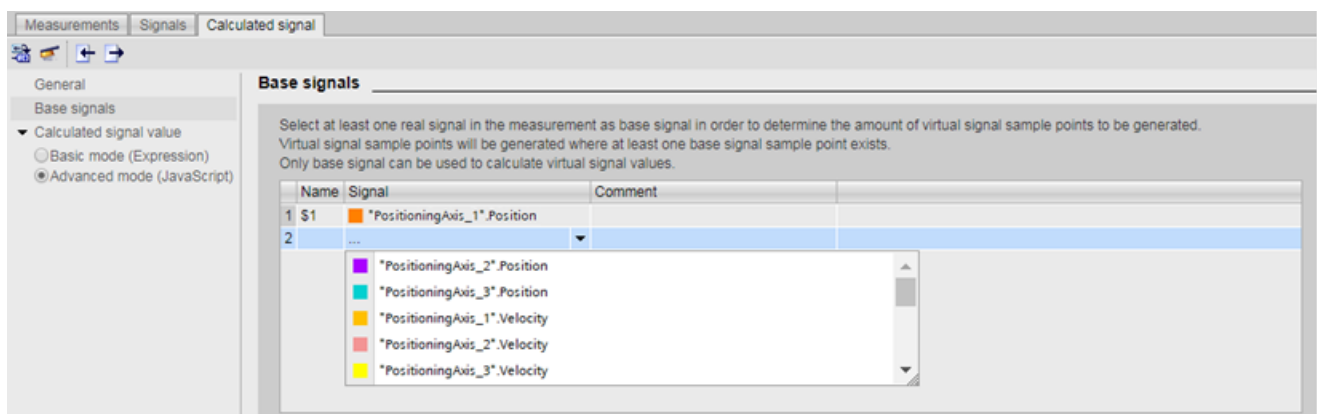 Measurements Signals Calculated signal
General
Base signals
Calculated signal value
Basic mode (Expression)
Advanced mode (JavaScript)
Base signals
Select at least one real signal in the measurement as base signal in order to determine the amount of virtual signal sample points to be generated.
Virtual signal sample points will be generated where at least one base signal sample point exists.
Only base signal can be used to calculate virtual signal values.
Name Signal Comment
1 $1 "PositioningAxis_1".Position
2 ...
"PositioningAxis_2".Position
"PositioningAxis_3".Position
"PositioningAxis_1".Velocity
"PositioningAxis_2".Velocity
"PositioningAxis_3".Velocity